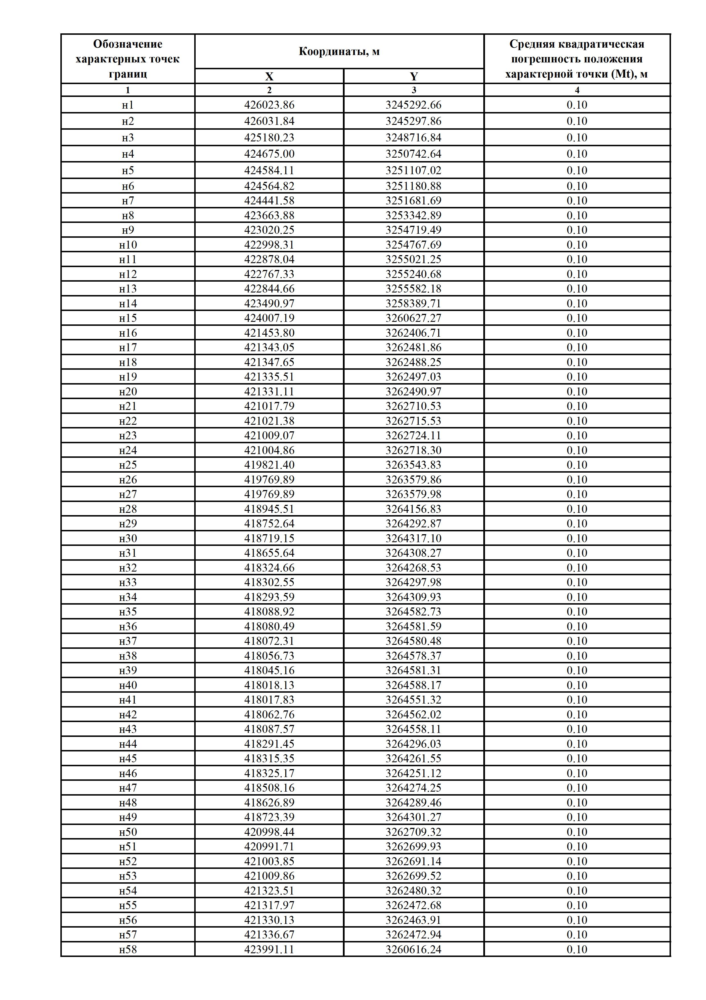 Обозначение характерных точек границ
Координаты, м
Средняя квадратическая погрешность положения характерной точки (Mt), м
X Y
1 2 3 4
н1 426023.86 3245292.66 0.10
н2 426031.84 3245297.86 0.10
н3 425180.23 3248716.84 0.10
н4 424675.00 3250742.64 0.10
н5 424584.11 3251107.02 0.10
н6 424564.82 3251180.88 0.10
н7 424441.58 3251681.69 0.10
н8 423663.88 3253342.89 0.10
н9 423020.25 3254719.49 0.10
н10 422998.31 3254767.69 0.10
н11 422878.04 3255021.25 0.10
н12 422767.33 3255240.68 0.10
н13 422844.66 3255582.18 0.10
н14 423490.97 3258389.71 0.10
н15 424007.19 3260627.27 0.10
н16 421453.80 3262406.71 0.10
н17 421343.05 3262481.86 0.10
н18 421347.65 3262488.25 0.10
н19 421335.51 3262497.03 0.10
н20 421331.11 3262490.97 0.10
н21 421017.79 3262710.53 0.10
н22 421021.38 3262715.53 0.10
н23 421009.07 3262724.11 0.10
н24 421004.86 3262718.30 0.10
н25 419821.40 3263543.83 0.10
н26 419769.89 3263579.86 0.10
н27 419769.89 3263579.98 0.10
н28 418945.51 3264156.83 0.10
н29 418752.64 3264292.87 0.10
н30 418719.15 3264317.10 0.10
н31 418655.64 3264308.27 0.10
н32 418324.66 3264268.53 0.10
н33 418302.55 3264297.98 0.10
н34 418293.59 3264309.93 0.10
н35 418088.92 3264582.73 0.10
н36 418080.49 3264581.59 0.10
н37 418072.31 3264580.48 0.10
н38 418056.73 3264578.37 0.10
н39 418045.16 3264581.31 0.10
н40 418018.13 3264588.17 0.10
н41 418017.83 3264551.32 0.10
н42 418062.76 3264562.02 0.10
н43 418087.57 3264558.11 0.10
н44 418291.45 3264296.03 0.10
н45 418315.35 3264261.55 0.10
н46 418325.17 3264251.12 0.10
н47 418508.16 3264274.25 0.10
н48 418626.89 3264289.46 0.10
н49 418723.39 3264301.27 0.10
н50 420998.44 3262709.32 0.10
н51 420991.71 3262699.93 0.10
н52 421003.85 3262691.14 0.10
н53 421009.86 3262699.52 0.10
н54 421323.51 3262480.32 0.10
н55 421317.97 3262472.68 0.10
н56 421330.13 3262463.91 0.10
н57 421336.67 3262472.94 0.10
н58 423991.11 3260616.24 0.10